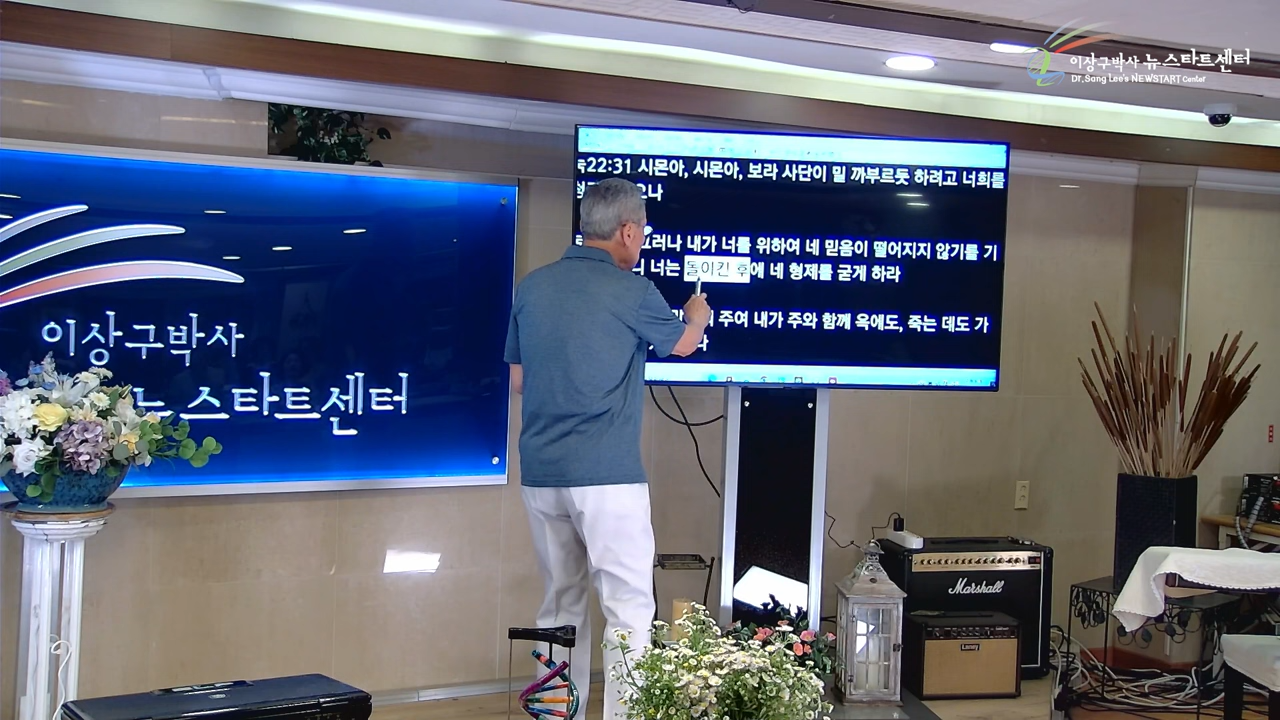 이상구박사 뉴스타트센터
Dr. Sang Lee's NEWSTART Center
22:31 시몬아, 시몬아, 보라 사단이 밀 까부르듯 하려고 너희를
그러나 내가 너를 위하여 네 믿음이 떨어지지 않기를 기
너는 돌이킨 후에 네 형제를 굳게 하라
주여 내가 주와 함께 옥에도, 죽는 데도 가
이상구박사
뉴스타트센터
Marshall
Laney